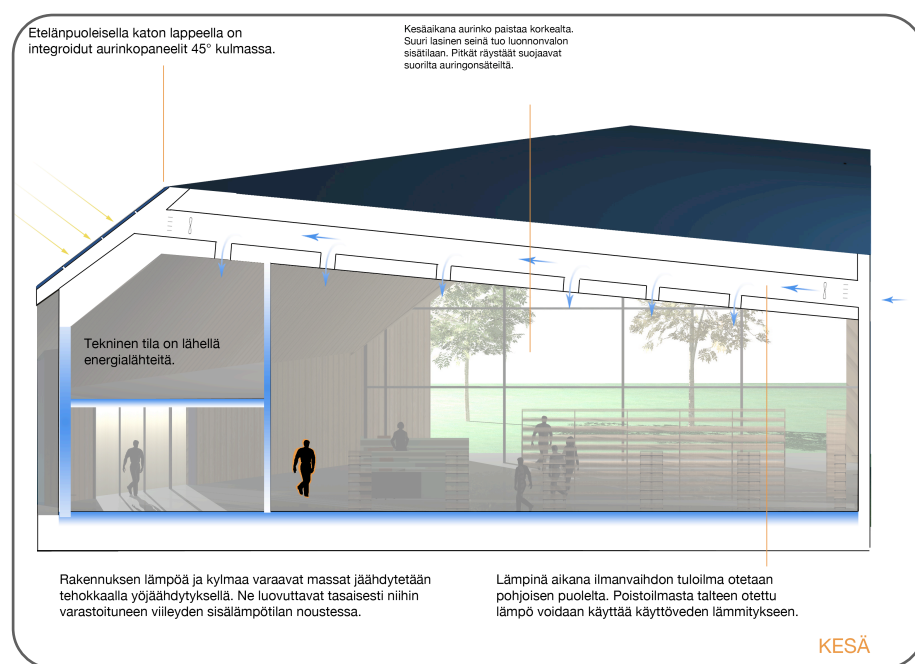 Etelänpuoleisella katon lappeella on
integroidut aurinkopaneelit 45° kulmassa.
Kesäaikana aurinko paistaa korkealta.
Suuri lasinen seinä tuo luonnonvalon
sisätilaan. Pitkät räystäät suojaavat
suorilta auringonsäteiltä.
Tekninen tila on lähellä
energialähteitä.
Rakennuksen lämpöä ja kylmaa varaavat massat jäähdytetään
tehokkaalla yöjäähdytyksellä. Ne luovuttavat tasaisesti niihin
varastoituneen viileyden sisälämpötilan noustessa.
Lämpinä aikana ilmanvaihdon tuloilma otetaan
pohjoisen puolelta. Poistoilmasta talteen otettu
lämpö voidaan käyttää käyttöveden lämmitykseen.
KESÄ